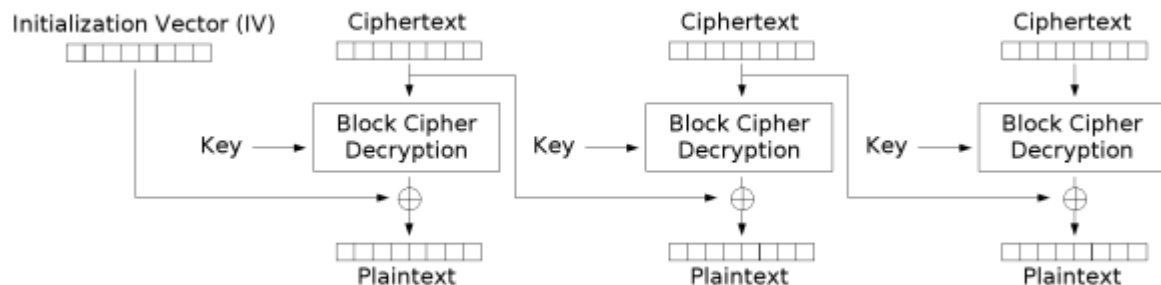 Initialization Vector (IV)
Ciphertext
Ciphertext
Ciphertext
Key
Block Cipher
Decryption
Key
Block Cipher
Decryption
Key
Block Cipher
Decryption
Plaintext
Plaintext
Plaintext